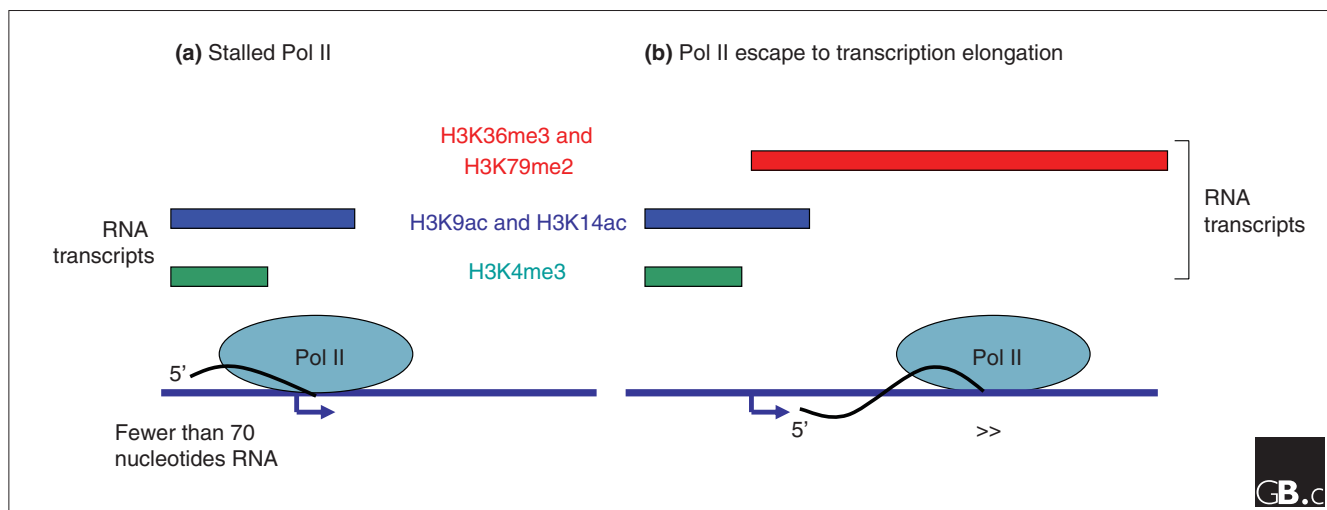 (a) Stalled Pol II
(b) Pol II escape to transcription elongation
H3K36me3 and
H3K79me2
RNA
transcripts
H3K9ac and H3K14ac
RNA
transcripts
H3K4me3
Pol II
5’
Fewer than 70
nucleotides RNA
Pol II
5’
>>
GB.c